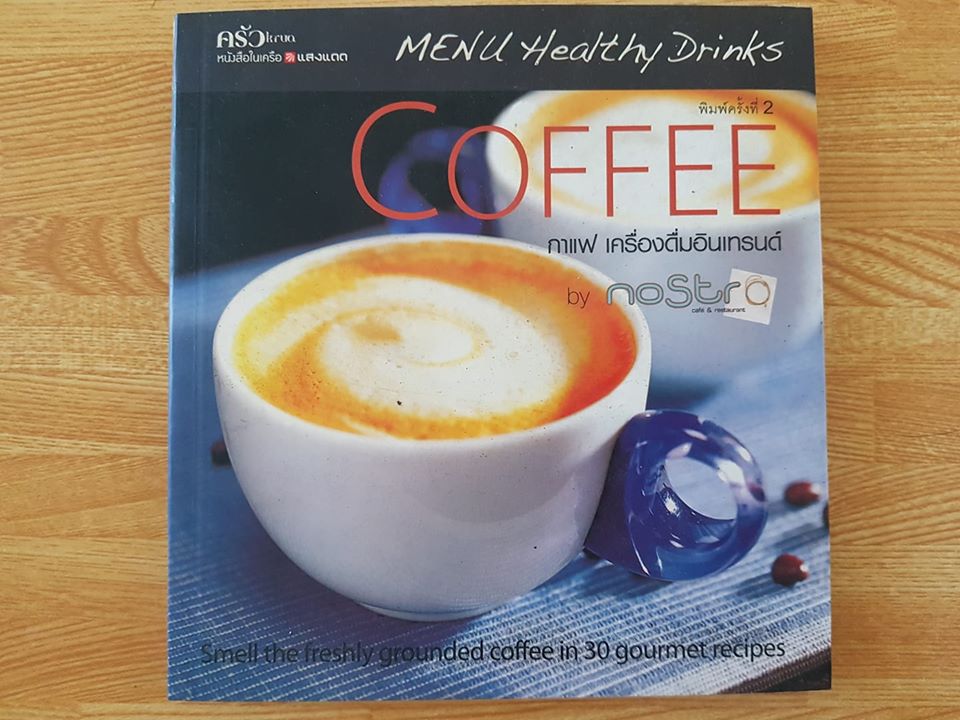 ครัว krua
หนังสือในเครือ แสงแดด
MENU Healthy Drinks
พิมพ์ครั้งที่ 2
COFFEE
กาแฟ เครื่องดื่มอินเทรนด์
by noStrO
café & restaurant
Smell the freshly grounded coffee in 30 gourmet recipes